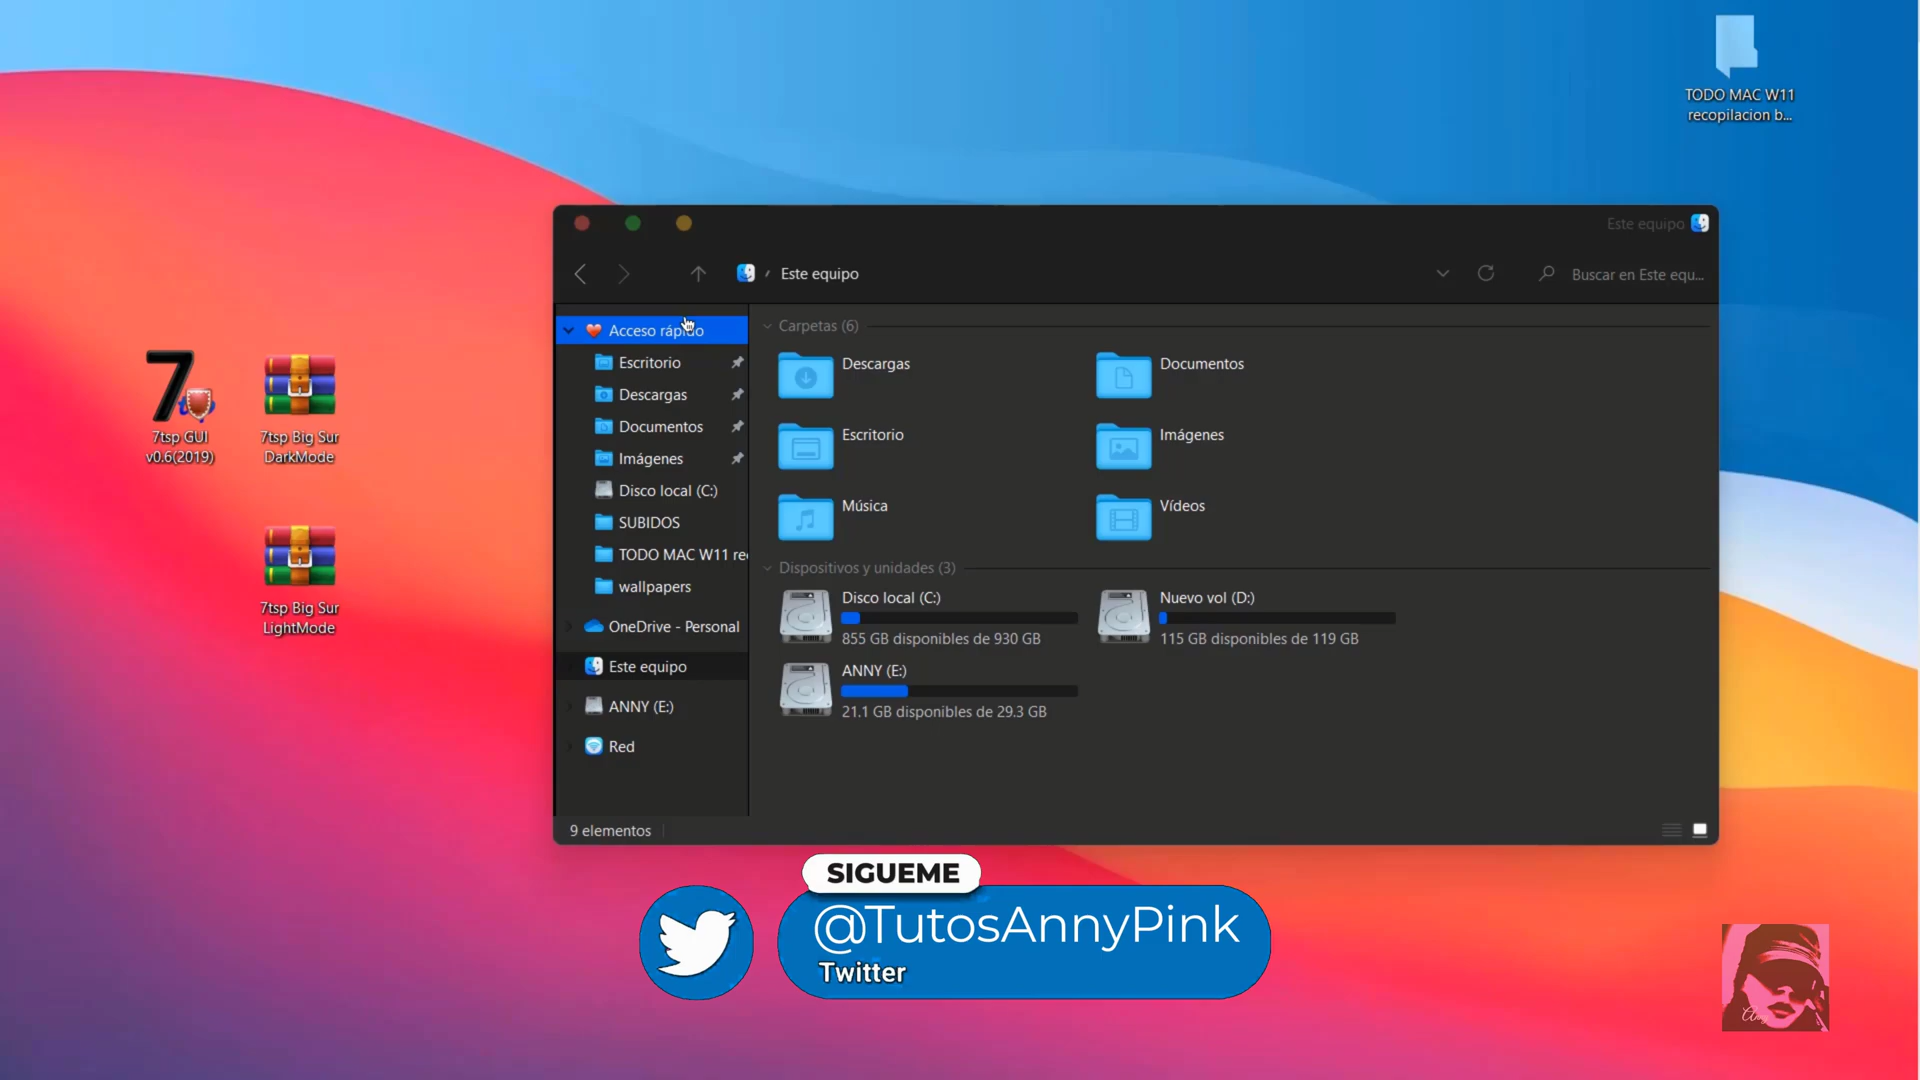 TODO MAC W11
recopilacion b...
Este equipo
Este equipo
Buscar en Este equ...
Acceso rápido
Escritorio
Descargas
Documentos
Imágenes
Disco local (C:)
SUBIDOS
TODO MAC W11 re
wallpapers
OneDrive - Personal
Este equipo
ANNY (E:)
Red
Carpetas (6)
Descargas
Documentos
Escritorio
Imágenes
Música
Vídeos
Dispositivos y unidades (3)
Disco local (C:)
855 GB disponibles de 930 GB
Nuevo vol (D:)
115 GB disponibles de 119 GB
ANNY (E:)
21.1 GB disponibles de 29.3 GB
9 elementos
7
7tsp GUI
v0.6(2019)
7tsp Big Sur
DarkMode
7tsp Big Sur
LightMode
SIGUEME
@TutosAnnyPink
Twitter
Anny